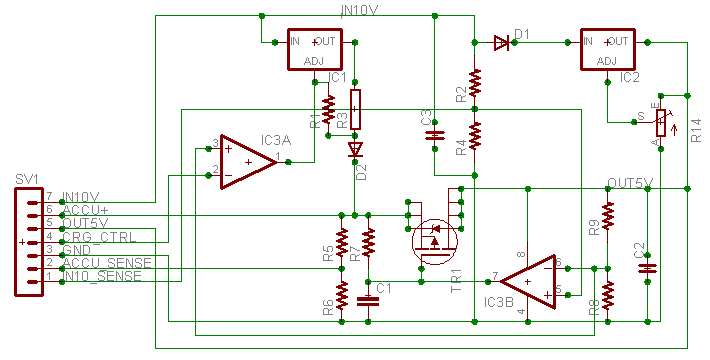 IN10V
IN
OUT
ADJ
IC1
D1
IN
OUT
ADJ
IC2
R1
R3
C3
R2
R4
E
S
A
R14
IC3A
3
2
1
D2
SV1
7
6
5
4
3
2
1
IN10V
ACCU+
OUT5V
CRG_CTRL
GND
ACCU_SENSE
IN10_SENSE
OUT5V
R5
R7
R6
C1
TR1
8
7
6
5
4
IC3B
R9
R8
C2